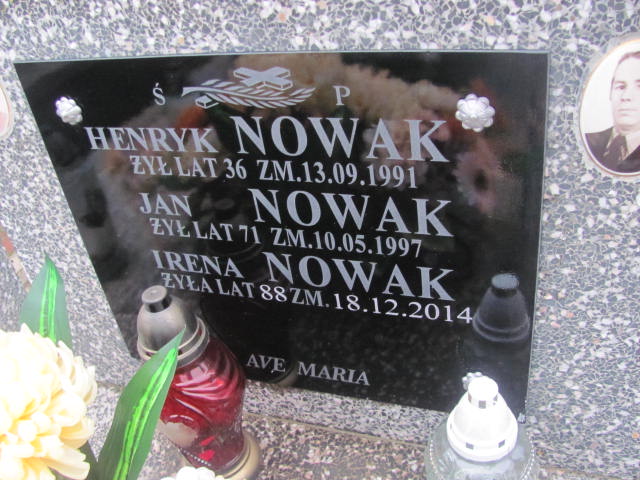 Ś P
HENRYK NOWAK
ŻYŁ LAT 36 ZM.13.09.1991
JAN NOWAK
ŻYŁ LAT 71 ZM.10.05.1997
IRENA NOWAK
ŻYŁA LAT 88 ZM. 18.12.2014
AVE MARIA